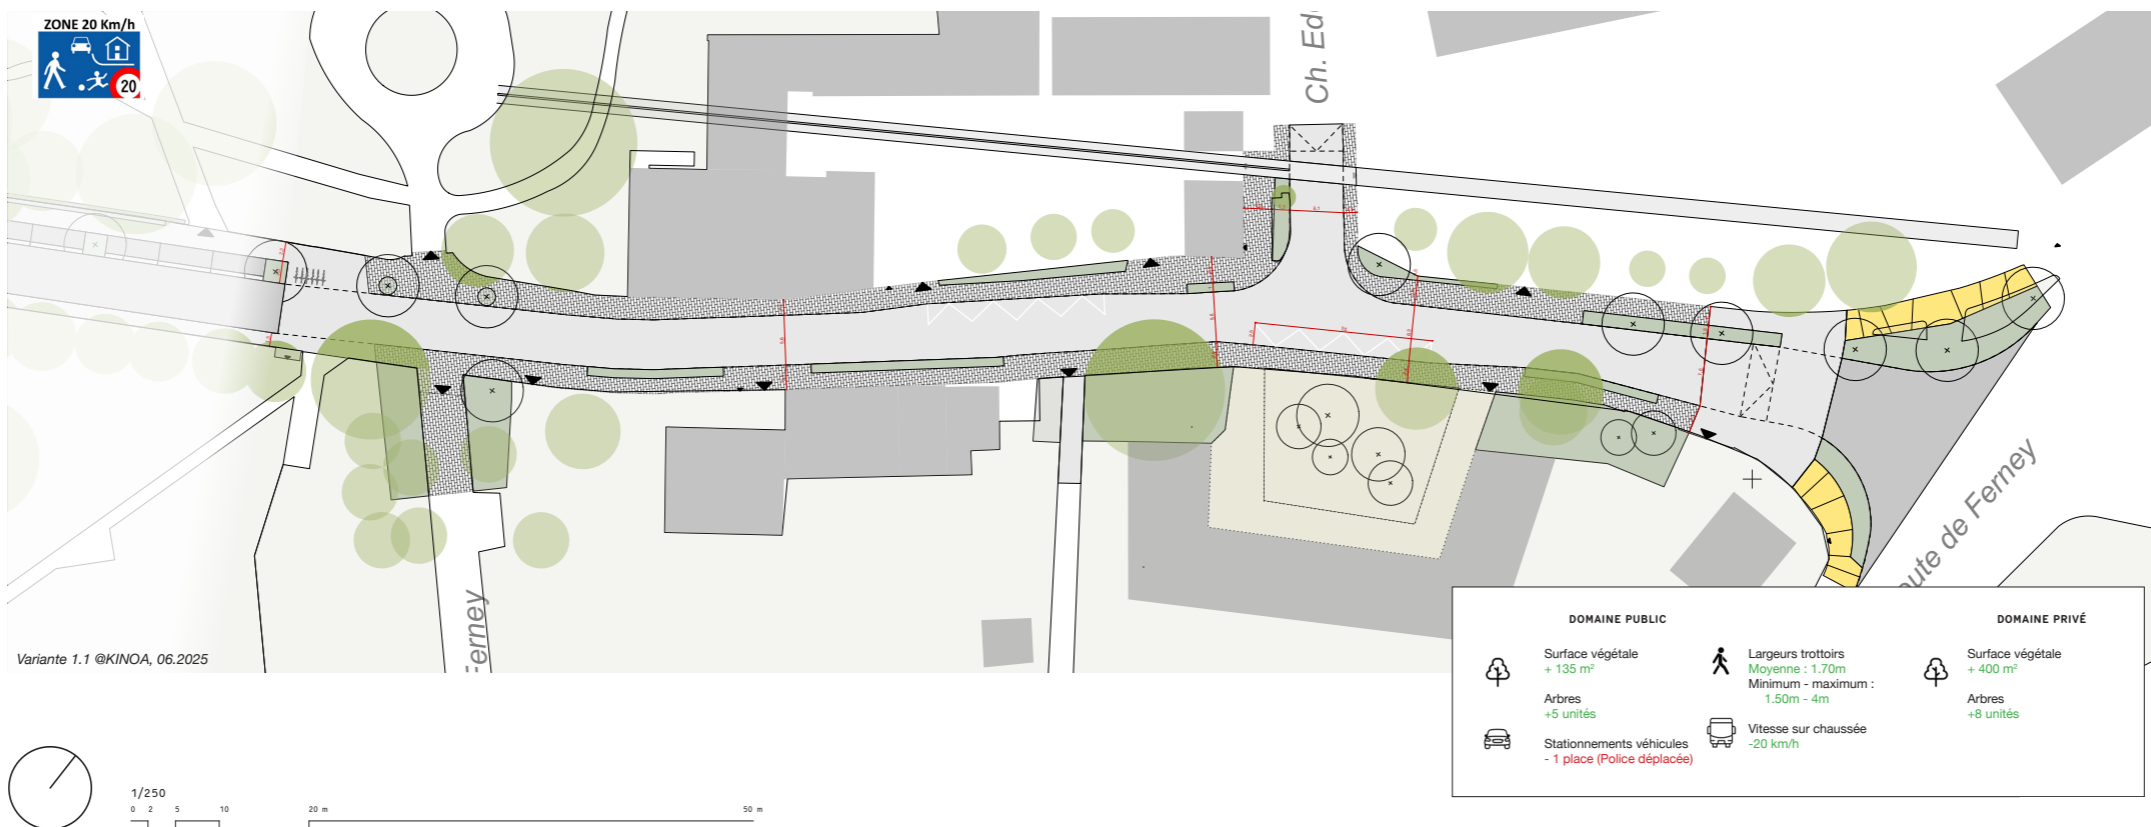 ZONE 20 Km/h
20
Ch. Ed
Ferney
oute de Ferney
Variante 1.1 @KINOA, 06.2025
DOMAINE PUBLIC
Surface végétale
+ 135 m²
Arbres
+5 unités
Stationnements véhicules
- 1 place (Police déplacée)
Largeurs trottoirs
Moyenne : 1.70m
Minimum - maximum :
1.50m - 4m
Vitesse sur chaussée
-20 km/h
DOMAINE PRIVÉ
Surface végétale
+ 400 m²
Arbres
+8 unités
1/250
0 2 5 10 20 m 50 m